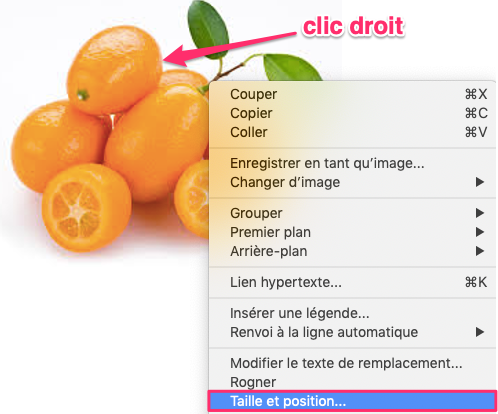 clic droit
Couper ⌘X
Copier ⌘C
Coller ⌘V
Enregistrer en tant qu’image...
Changer d’image
Grouper
Premier plan
Arrière-plan
Lien hypertexte... ⌘K
Insérer une légende...
Renvoi à la ligne automatique
Modifier le texte de remplacement...
Rogner
Taille et position...